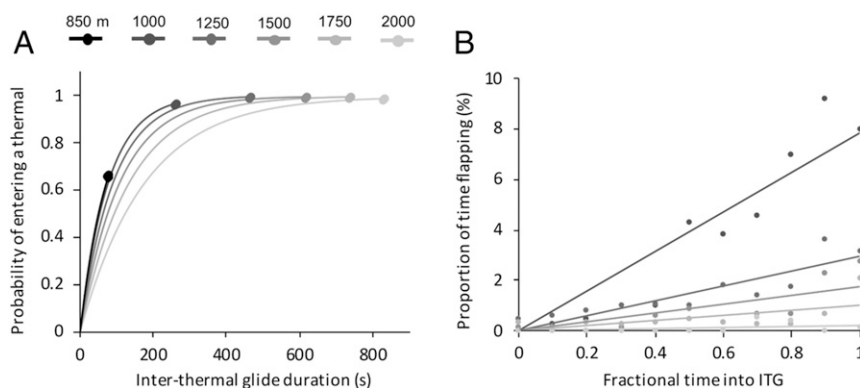 850 m 1000 1250 1500 1750 2000
A
B
Probability of entering a thermal
1
0.8
0.6
0.4
0.2
0
0 200 400 600 800
Inter-thermal glide duration (s)
Proportion of time flapping (%)
10
8
6
4
2
0
0 0.2 0.4 0.6 0.8 1
Fractional time into ITG